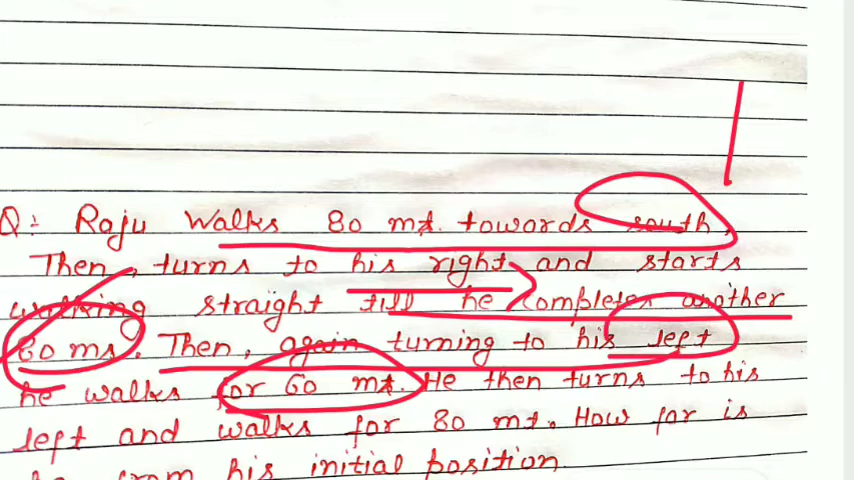 Q:- Raju walks 80 mt. towards south.
Then, turns to his right and starts
walking straight till he completes another
80 ms. Then, again turning to his left
he walks for 60 mt. He then turns to his
left and walks for 80 mt. How far is
he from his initial position